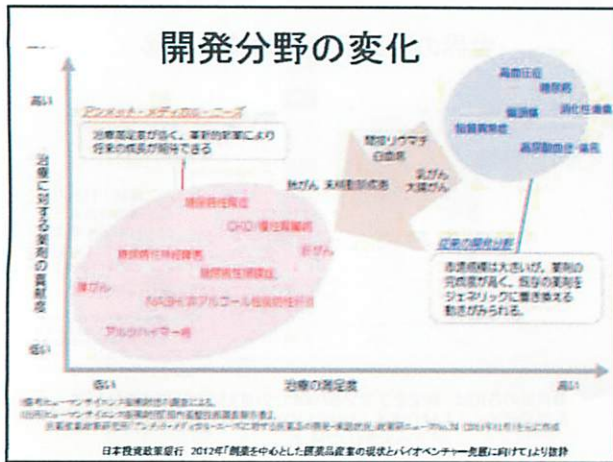 開発分野の変化
高い
アンメット・メディカル・ニーズ
治療満足度が低く、革新的新薬により
将来の成長が期待できる
高血圧症
糖尿病
偏頭痛
消化性潰瘍
脂質異常症
高尿酸血症・痛風
関節リウマチ
白血病
乳がん
肺がん
末梢動脈疾患
大腸がん
治療に対する薬剤の貢献度
糖尿病性腎症
CKD/慢性腎臓病
肝がん
糖尿病性神経障害
糖尿病性網膜症
膵がん
NASH/非アルコール性脂肪性肝炎
アルツハイマー病
従来の開発分野
市場規模は大きいが、薬剤の
完成度が高く、既存の薬剤を
ジェネリックに置き換える
動きがみられる。
低い
低い
治療の満足度
高い
日本投資政策銀行 2012年「創薬を中心とした医薬品産業の現状とバイオベンチャー発展に向けて」より抜粋